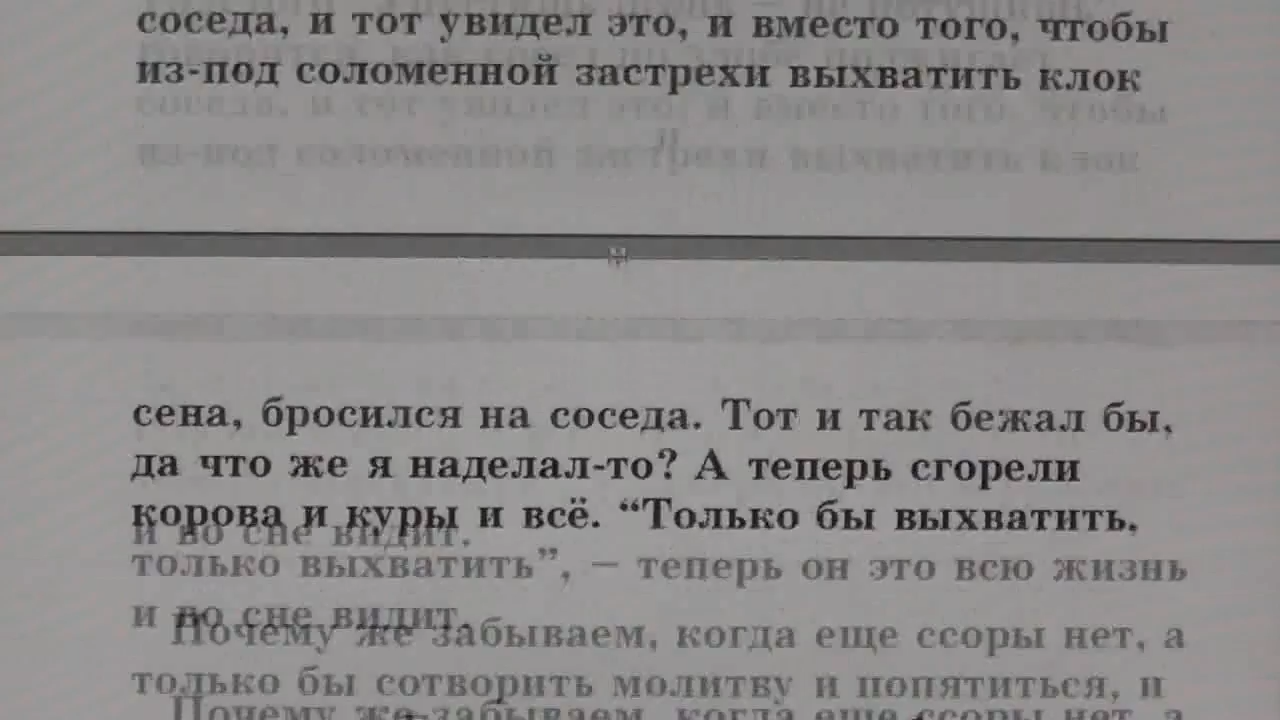 соседа, и тот увидел это, и вместо того, чтобы
из-под соломенной застрехи выхватить клок
сена, бросился на соседа. Тот и так бежал бы,
да что же я наделал-то? А теперь сгорели
корова и куры и всё. “Только бы выхватить,
только выхватить”, – теперь он это всю жизнь
и во сне видит.
Почему же забываем, когда еще ссоры нет, а
только бы сотворить молитву и попятиться, и